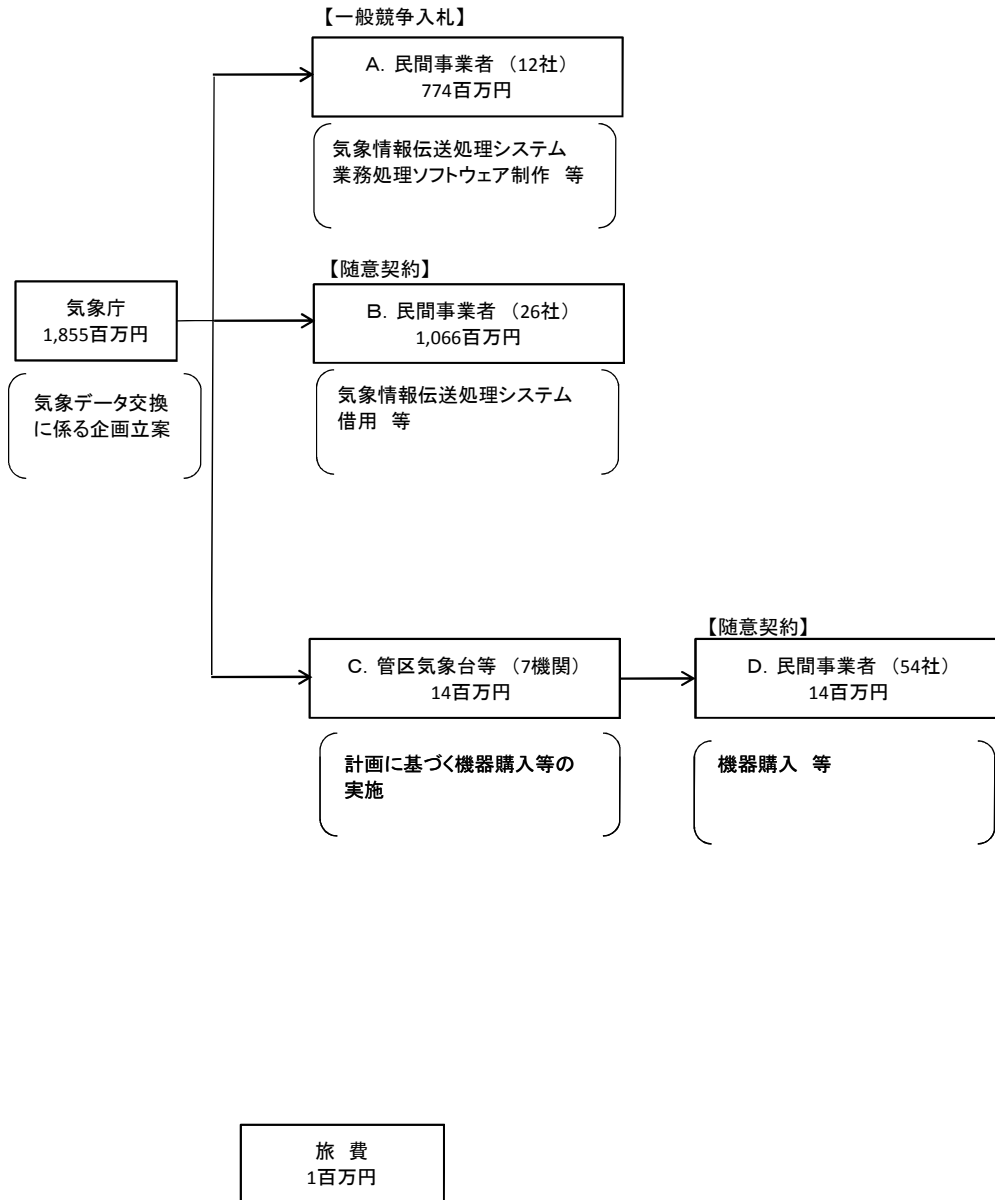 【一般競争入札】
A. 民間事業者 (12社)
774百万円
気象情報伝送処理システム
業務処理ソフトウェア制作 等
【随意契約】
気象庁
1,855百万円
B. 民間事業者 (26社)
1,066百万円
気象データ交換
に係る企画立案
気象情報伝送処理システム
借用 等
【随意契約】
C. 管区気象台等 (7機関)
14百万円
D. 民間事業者 (54社)
14百万円
計画に基づく機器購入等の
実施
機器購入 等
旅 費
1百万円